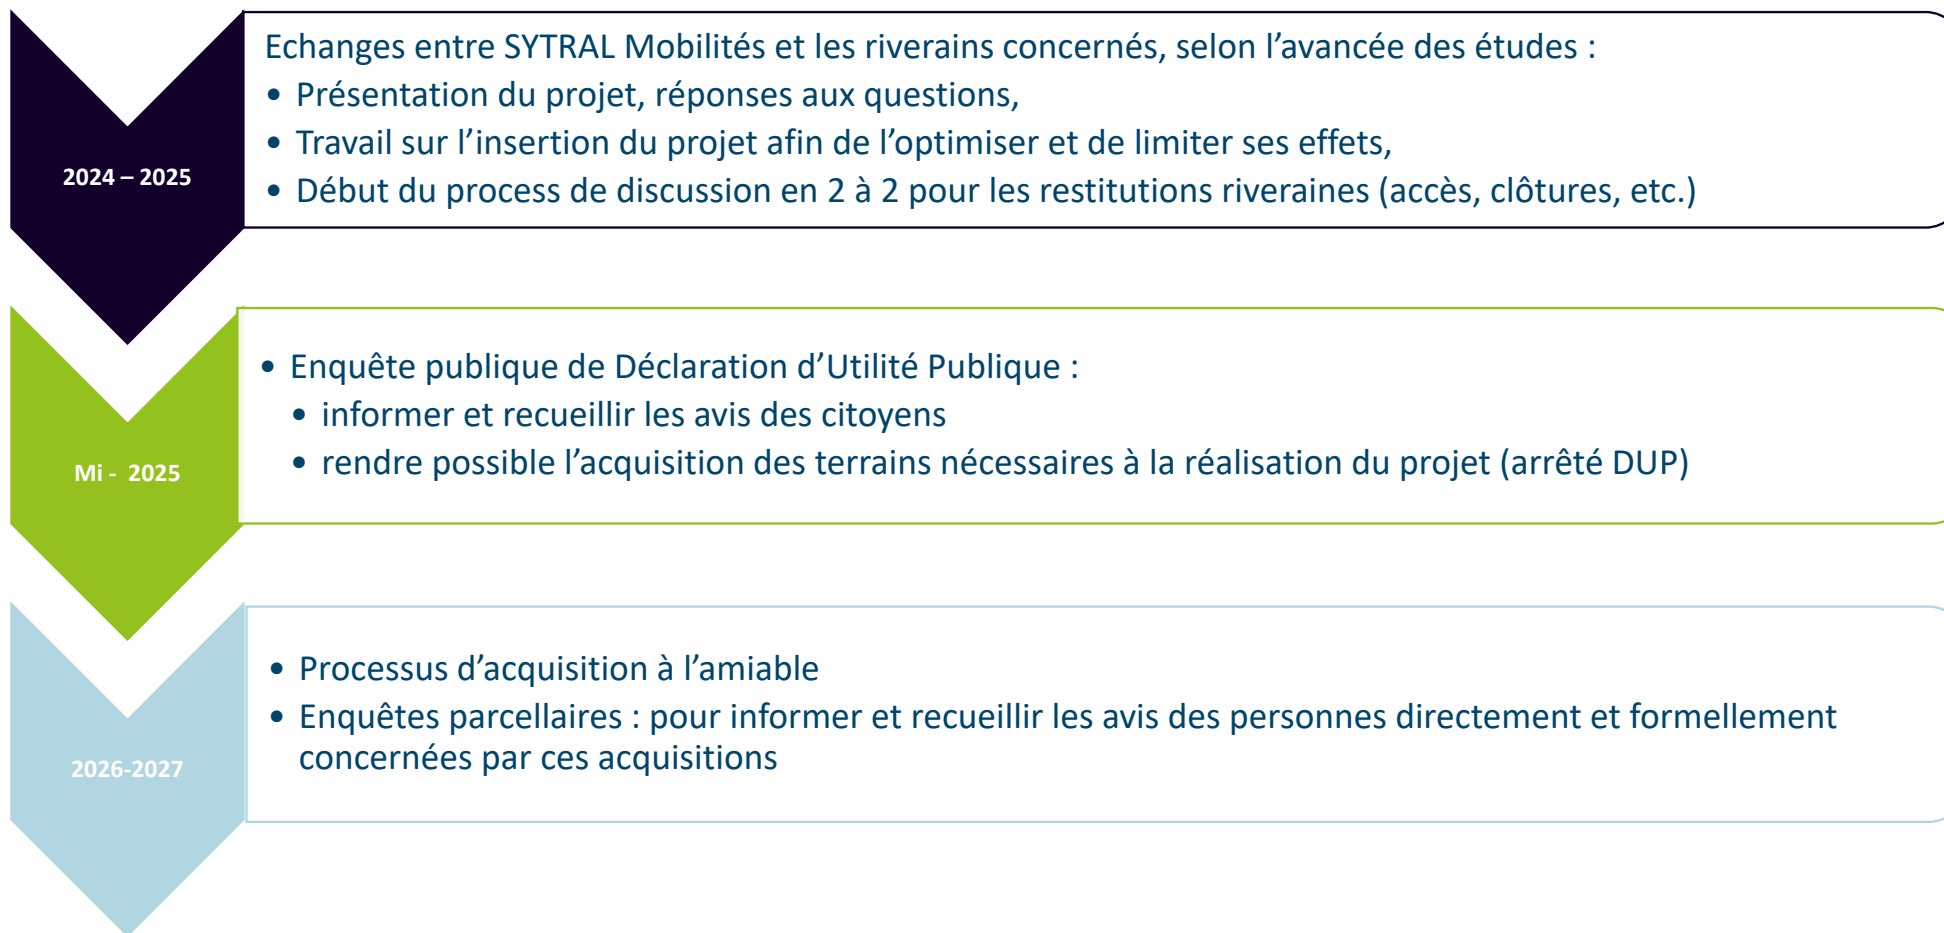 2024 – 2025
Echanges entre SYTRAL Mobilités et les riverains concernés, selon l’avancée des études :
• Présentation du projet, réponses aux questions,
• Travail sur l’insertion du projet afin de l’optimiser et de limiter ses effets,
• Début du process de discussion en 2 à 2 pour les restitutions riveraines (accès, clôtures, etc.)
Mi - 2025
• Enquête publique de Déclaration d’Utilité Publique :
• informer et recueillir les avis des citoyens
• rendre possible l’acquisition des terrains nécessaires à la réalisation du projet (arrêté DUP)
2026-2027
• Processus d’acquisition à l’amiable
• Enquêtes parcellaires : pour informer et recueillir les avis des personnes directement et formellement
concernées par ces acquisitions